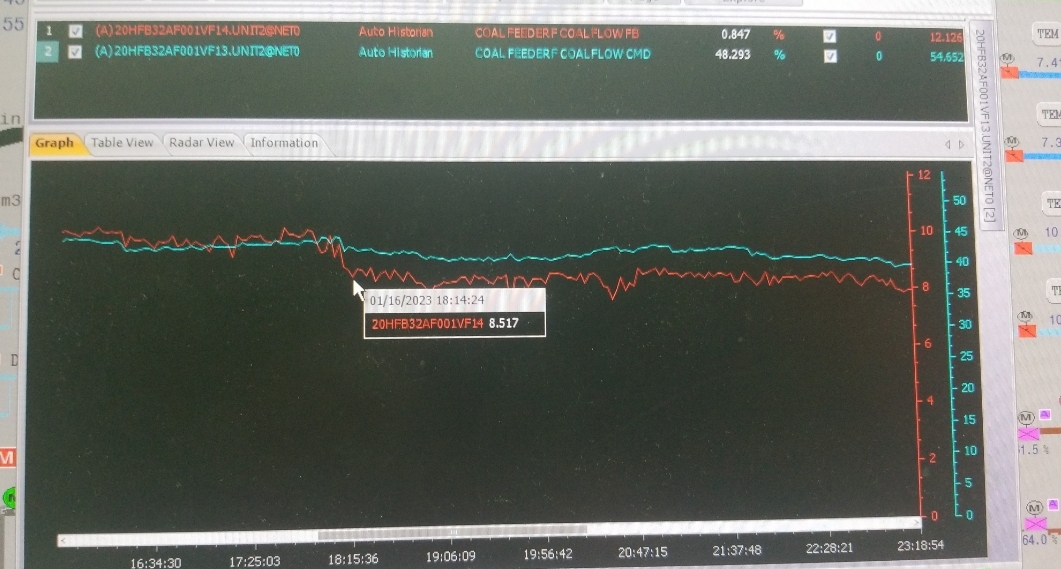 55
1 (A) 20HFB32AF001VF14.UNIT2@NET0 Auto Historian COAL FEEDER F COAL FLOW FB 0.847 % 0 12.126
2 (A) 20HFB32AF001VF13.UNIT2@NET0 Auto Historian COAL FEEDER F COAL FLOW CMD 48.293 % 0 54.652
20HFB32AF001VF13.UNIT2@NET0 [2]
Graph Table View Radar View Information
in
m3
2
C
D
M
M
12
10
8
6
4
2
0
50
45
40
35
30
25
20
15
10
5
0
01/16/2023 18:14:24
20HFB32AF001VF14 8.517
16:34:30 17:25:03 18:15:36 19:06:09 19:56:42 20:47:15 21:37:48 22:28:21 23:18:54
TEM
M 7.4
TEM
M 7.3
TE
M 10
TE
M 10
M A
1.5 %
M A
64.0 %